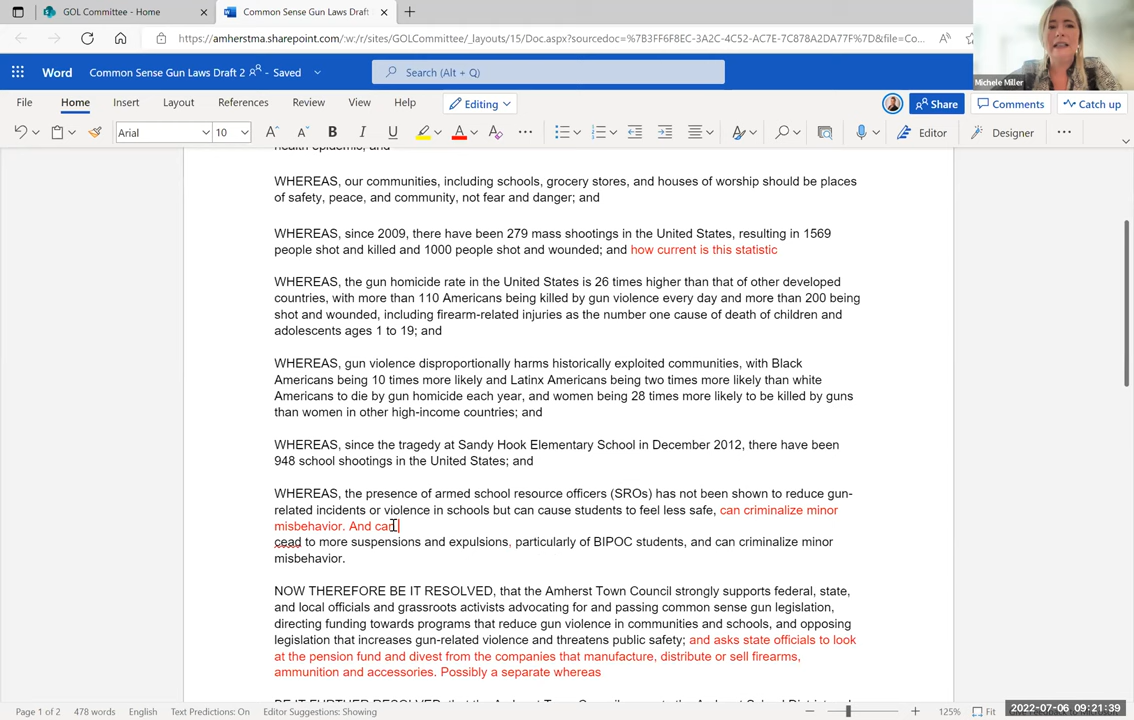 GOL Committee - Home
Common Sense Gun Laws Draft
https://amherstma.sharepoint.com/:w:/r/sites/GOLCommittee/_layouts/15/Doc.aspx?sourcedoc=%7B3FF6F8EC-3A2C-4C52-AC7E-7C878A2DA77F%7D&file=Co...
Michele Miller
Word
Common Sense Gun Laws Draft 2 - Saved
Search (Alt + Q)
File Home Insert Layout References Review View Help Editing Share Comments Catch up
Arial 10 Editor Designer
health epidemic; and
WHEREAS, our communities, including schools, grocery stores, and houses of worship should be places
of safety, peace, and community, not fear and danger; and
WHEREAS, since 2009, there have been 279 mass shootings in the United States, resulting in 1569
people shot and killed and 1000 people shot and wounded; and how current is this statistic
WHEREAS, the gun homicide rate in the United States is 26 times higher than that of other developed
countries, with more than 110 Americans being killed by gun violence every day and more than 200 being
shot and wounded, including firearm-related injuries as the number one cause of death of children and
adolescents ages 1 to 19; and
WHEREAS, gun violence disproportionally harms historically exploited communities, with Black
Americans being 10 times more likely and Latinx Americans being two times more likely than white
Americans to die by gun homicide each year, and women being 28 times more likely to be killed by guns
than women in other high-income countries; and
WHEREAS, since the tragedy at Sandy Hook Elementary School in December 2012, there have been
948 school shootings in the United States; and
WHEREAS, the presence of armed school resource officers (SROs) has not been shown to reduce gun-
related incidents or violence in schools but can cause students to feel less safe, can criminalize minor
misbehavior. And can
cead to more suspensions and expulsions, particularly of BIPOC students, and can criminalize minor
misbehavior.
NOW THEREFORE BE IT RESOLVED, that the Amherst Town Council strongly supports federal, state,
and local officials and grassroots activists advocating for and passing common sense gun legislation,
directing funding towards programs that reduce gun violence in communities and schools, and opposing
legislation that increases gun-related violence and threatens public safety; and asks state officials to look
at the pension fund and divest from the companies that manufacture, distribute or sell firearms,
ammunition and accessories. Possibly a separate whereas
BE IT FURTHER RESOLVED, that the Amherst Town Council
Page 1 of 2 478 words English Text Predictions: On Editor Suggestions: Showing 125% Fit
2022-07-06 09:21:39